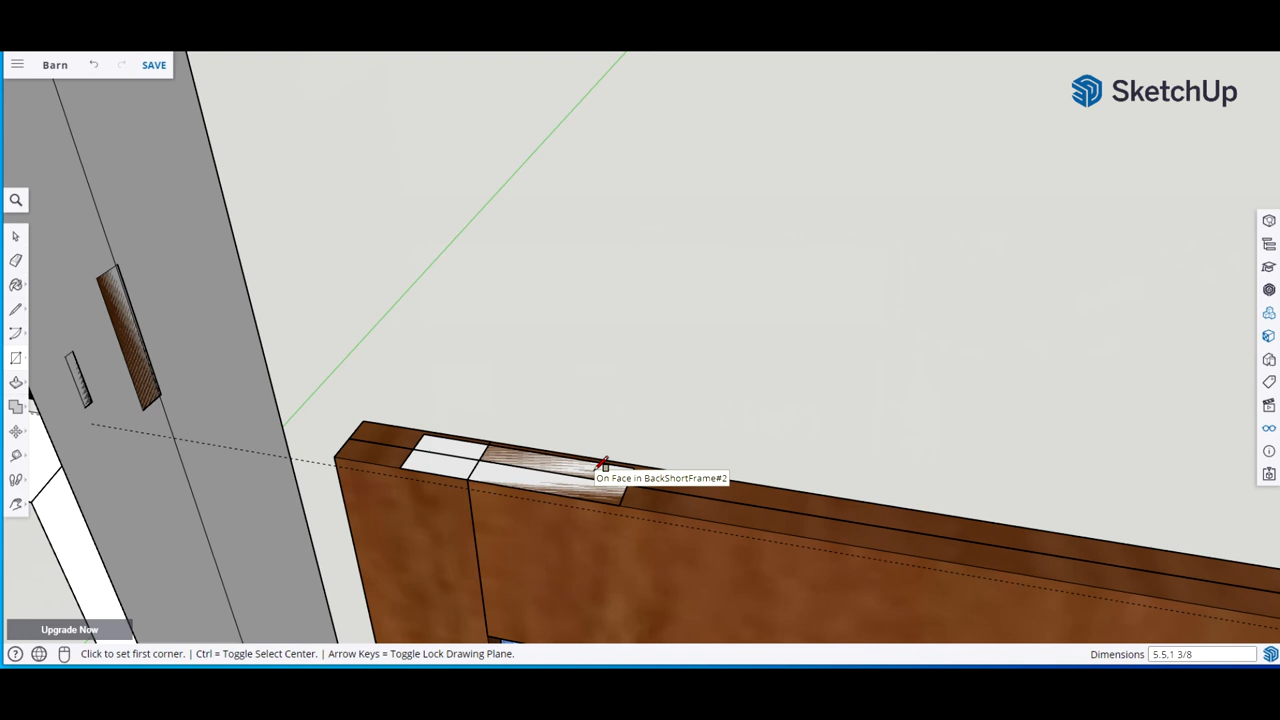 Barn
SAVE
SketchUp
On Face in BackShortFrame#2
Upgrade Now
Click to set first corner. | Ctrl = Toggle Select Center. | Arrow Keys = Toggle Lock Drawing Plane.
Dimensions 5.5,1 3/8